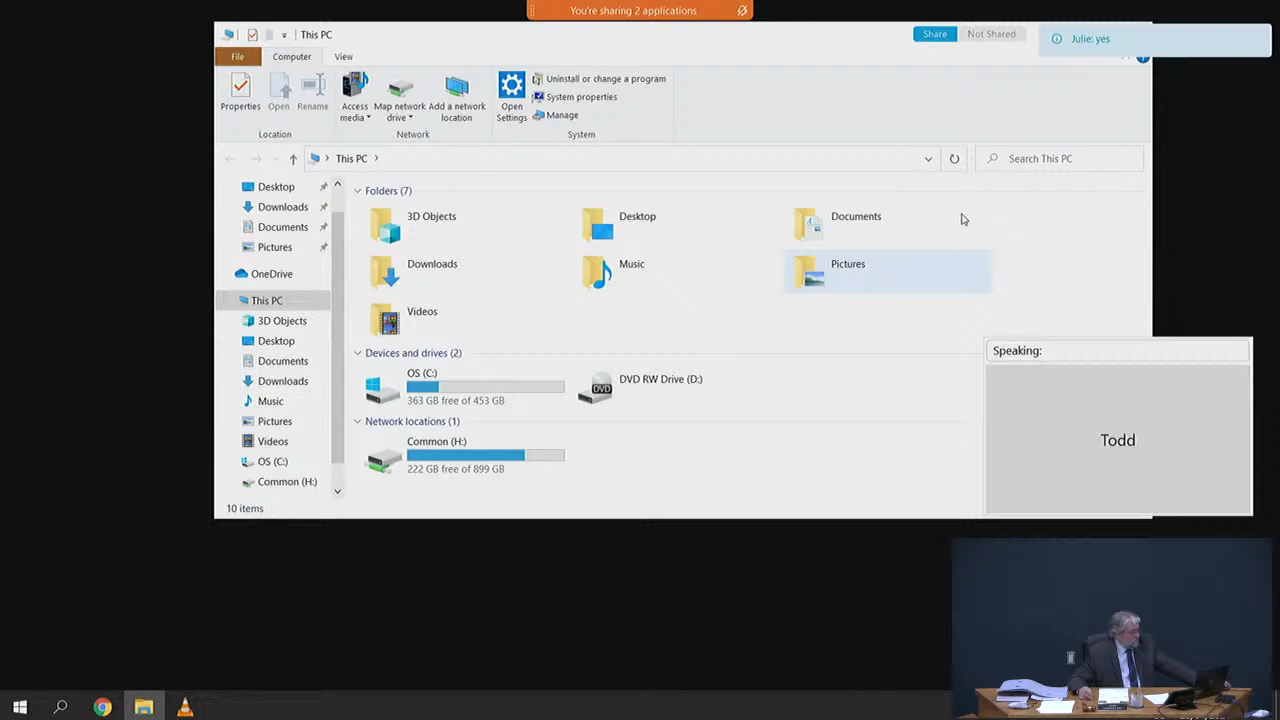 You're sharing 2 applications
This PC
Share
Not Shared
Julie: yes
File
Computer
View
Properties
Open
Rename
Access media
Map network drive
Add a network location
Open Settings
Uninstall or change a program
System properties
Manage
Location
Network
System
This PC
Search This PC
Desktop
Downloads
Documents
Pictures
OneDrive
This PC
3D Objects
Desktop
Documents
Downloads
Music
Pictures
Videos
OS (C:)
Common (H:)
Folders (7)
3D Objects
Desktop
Documents
Downloads
Music
Pictures
Videos
Devices and drives (2)
OS (C:)
363 GB free of 453 GB
DVD
DVD RW Drive (D:)
Network locations (1)
Common (H:)
222 GB free of 899 GB
10 items
Speaking:
Todd